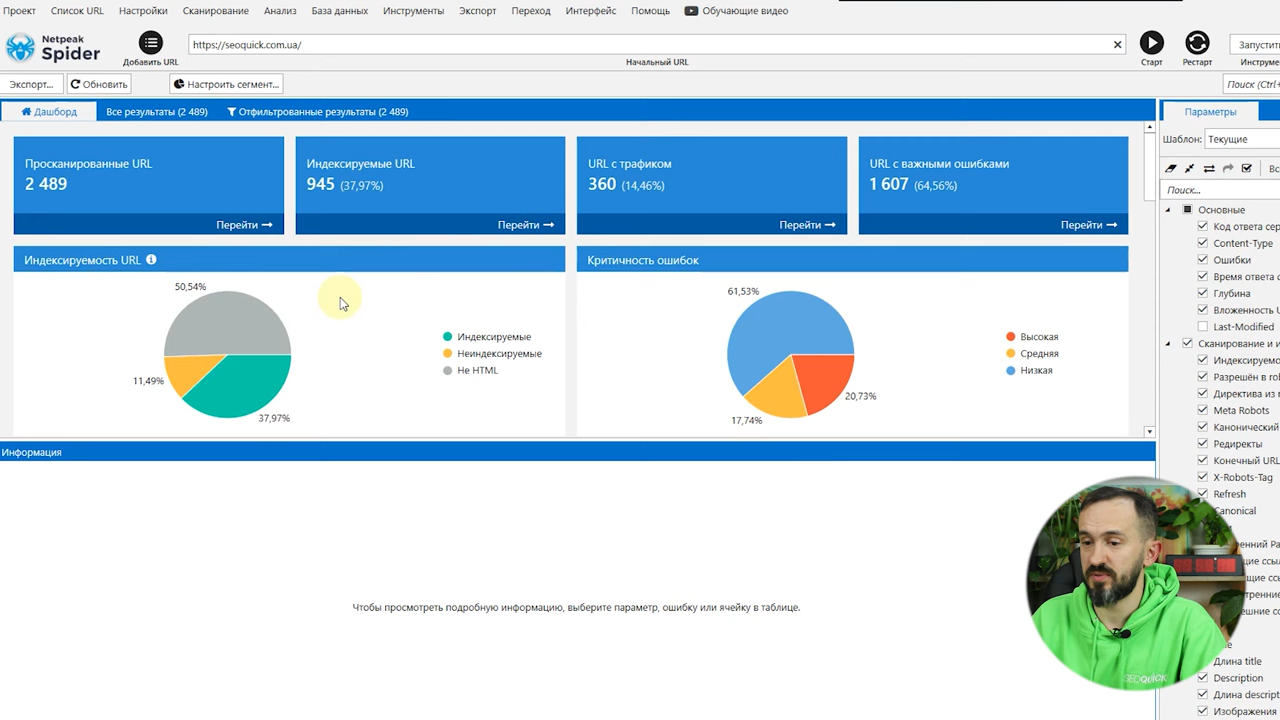 Проект Список URL Настройки Сканирование Анализ База данных Инструменты Экспорт Переход Интерфейс Помощь Обучающие видео
Netpeak
Spider
Добавить URL
https://seoquick.com.ua/
Начальный URL
Старт
Рестарт
Запустить
Экспорт...
Обновить
Настроить сегмент...
Поиск (Ctrl+
Дашборд
Все результаты (2 489)
Отфильтрованные результаты (2 489)
Просканированные URL
2 489
Перейти
Индексируемые URL
945 (37,97%)
Перейти
URL с трафиком
360 (14,46%)
Перейти
URL с важными ошибками
1 607 (64,56%)
Перейти
Индексируемость URL
50,54%
11,49%
37,97%
Индексируемые
Неиндексируемые
Не HTML
Критичность ошибок
61,53%
17,74%
20,73%
Высокая
Средняя
Низкая
Информация
Чтобы просмотреть подробную информацию, выберите параметр, ошибку или ячейку в таблице.
Параметры
Шаблон: Текущие
Поиск...
Основные
Код ответа сер
Content-Type
Ошибки
Время ответа с
Глубина
Вложенность U
Last-Modified
Сканирование и и
Индексируемо
Разрешён в rob
Директива из r
Meta Robots
Канонический
Редиректы
Конечный URL
X-Robots-Tag
Refresh
Canonical
Длина title
Description
Длина descript
Изображения
SEOQUICK